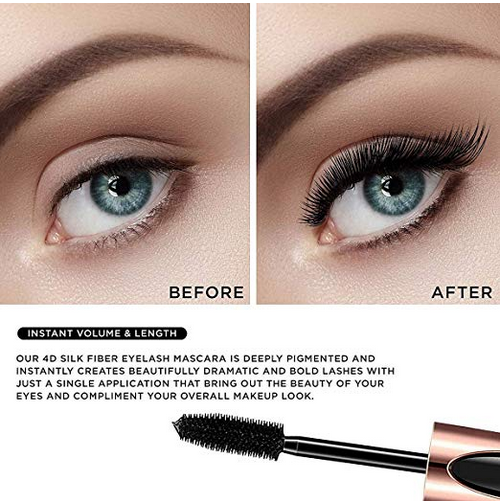 BEFORE
AFTER
INSTANT VOLUME & LENGTH
OUR 4D SILK FIBER EYELASH MASCARA IS DEEPLY PIGMENTED AND
INSTANTLY CREATES BEAUTIFULLY DRAMATIC AND BOLD LASHES WITH
JUST A SINGLE APPLICATION THAT BRING OUT THE BEAUTY OF YOUR
EYES AND COMPLIMENT YOUR OVERALL MAKEUP LOOK.